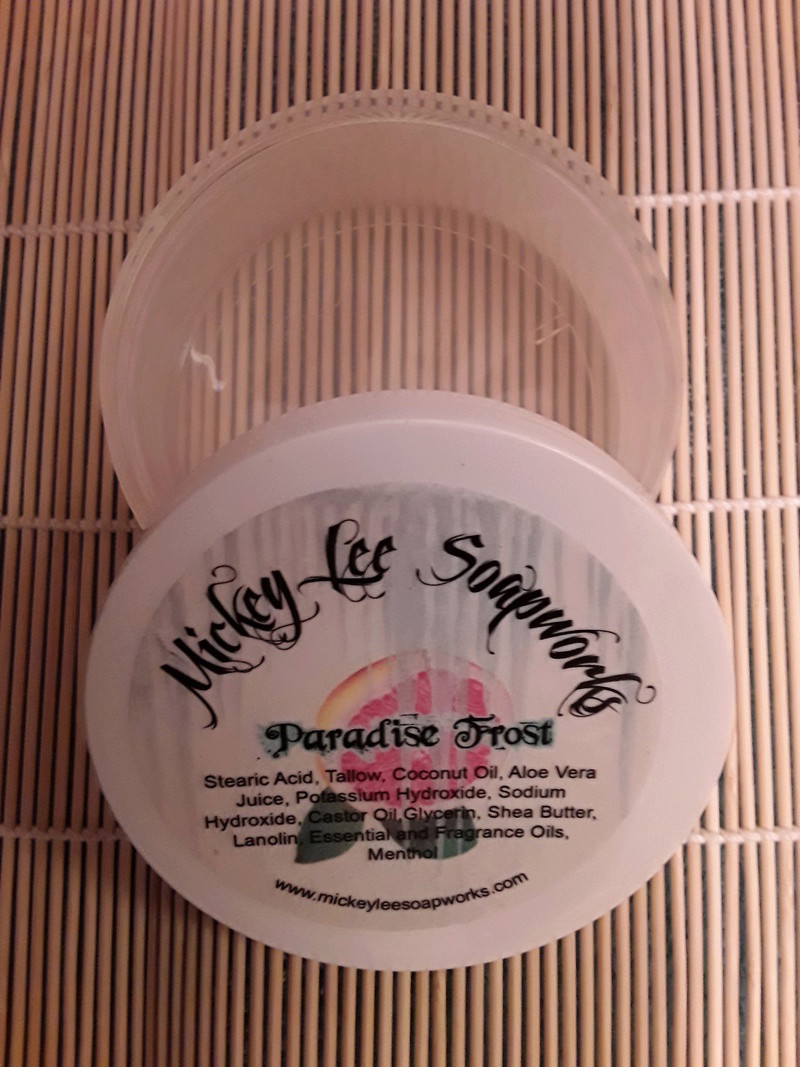 Mickey Lee Soapworks
Paradise Frost
Stearic Acid, Tallow, Coconut Oil, Aloe Vera
Juice, Potassium Hydroxide, Sodium
Hydroxide, Castor Oil,Glycerin, Shea Butter,
Lanolin, Essential and Fragrance Oils,
Menthol
www.mickeyleesoapworks.com